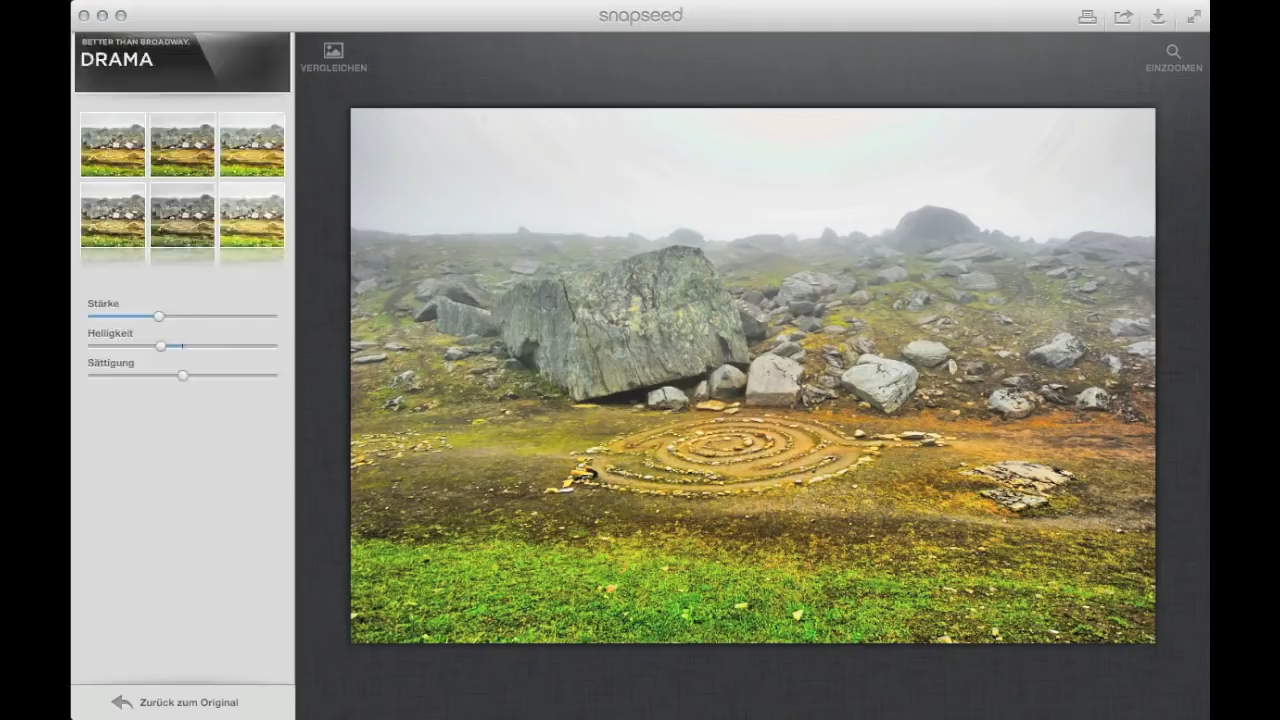 snapseed
BETTER THAN BROADWAY.
DRAMA
VERGLEICHEN
EINZOOMEN
Stärke
Helligkeit
Sättigung
Zurück zum Original